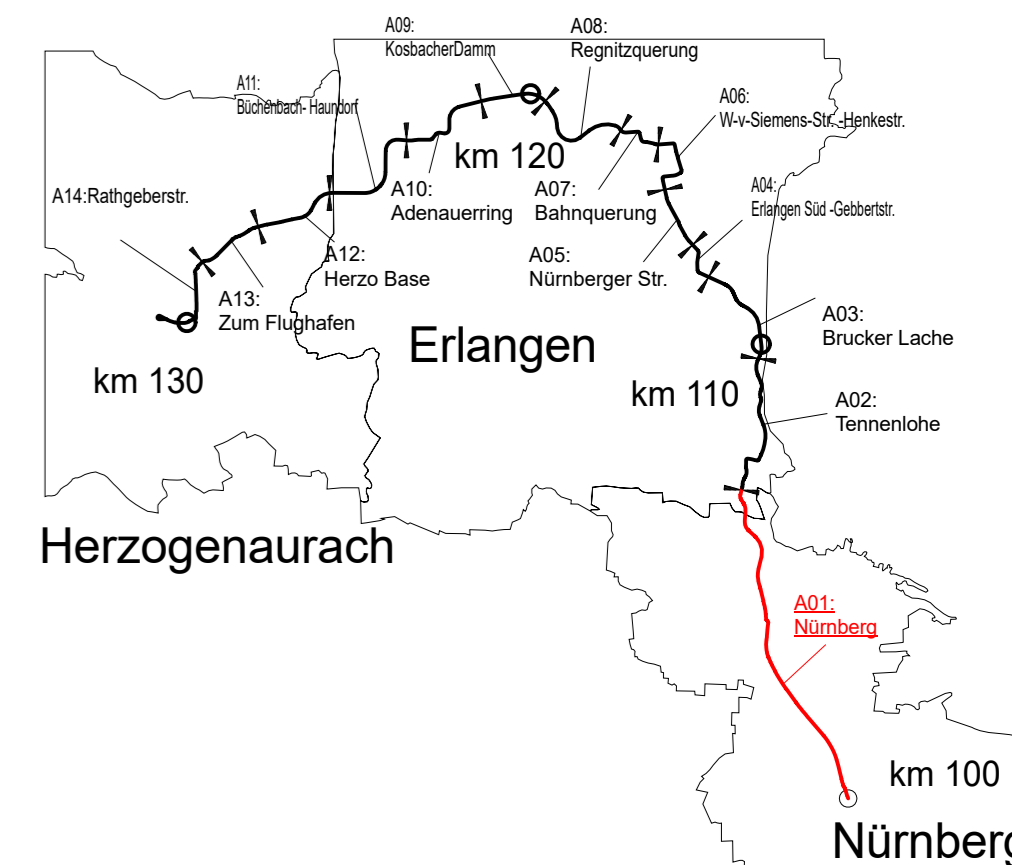 A09:
KosbacherDamm
A08:
Regnitzquerung
A11:
Büchenbach- Haundorf
A06:
W-v-Siemens-Str. -Henkestr.
km 120
A14:Rathgeberstr.
A10:
Adenauerring
A07:
Bahnquerung
A04:
Erlangen Süd -Gebbertstr.
A12:
Herzo Base
A05:
Nürnberger Str.
A13:
Zum Flughafen
A03:
Brucker Lache
Erlangen
km 130
km 110
A02:
Tennenlohe
Herzogenaurach
A01:
Nürnberg
km 100
Nürnberg